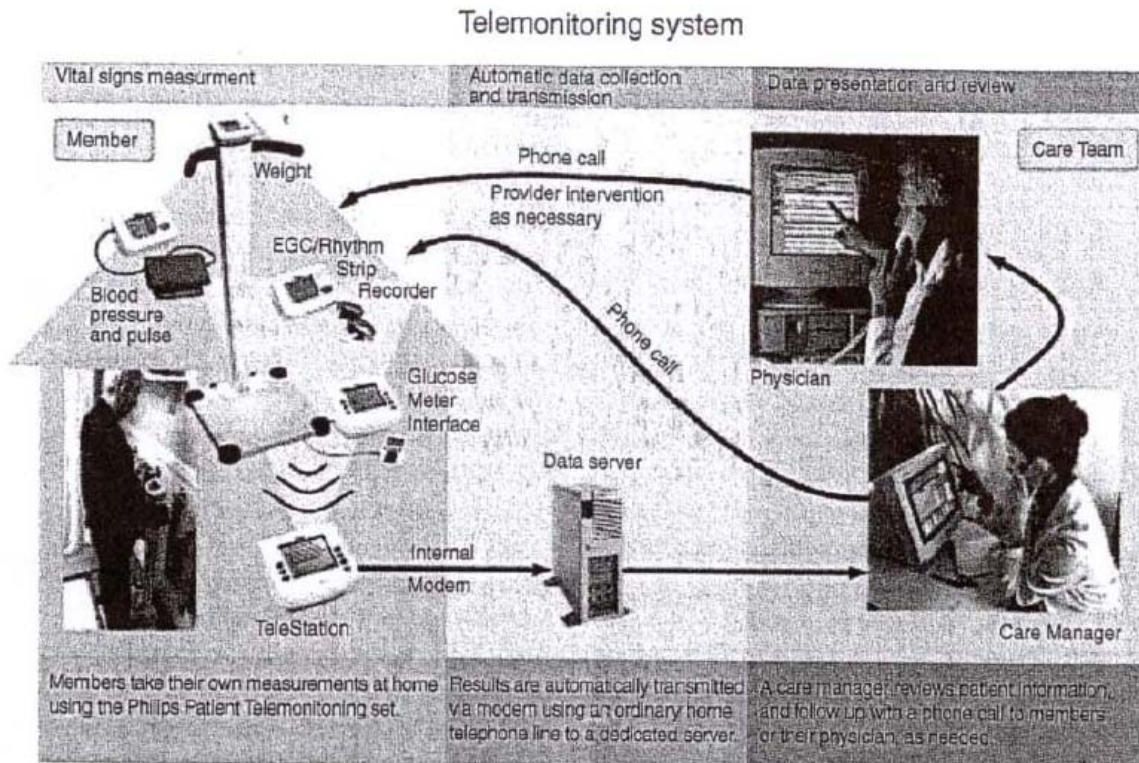 Telemonitoring system
Vital signs measurment
Automatic data collection
and transmission
Data presentation and review
Member
Care Team
Weight
Blood
pressure
and pulse
EGC/Rhythm
Strip
Recorder
Glucose
Meter
Interface
TeleStation
Phone call
Provider intervention
as necessary
Phone call
Data server
Internal
Modem
Physician
Care Manager
Members take their own measurements at home
using the Philips Patient Telemonitoning set.
Results are automatically transmitted
via modem using an ordinary home
telephone line to a dedicated server.
A care manager reviews patient information,
and follow up with a phone call to members
or their physician, as needed.